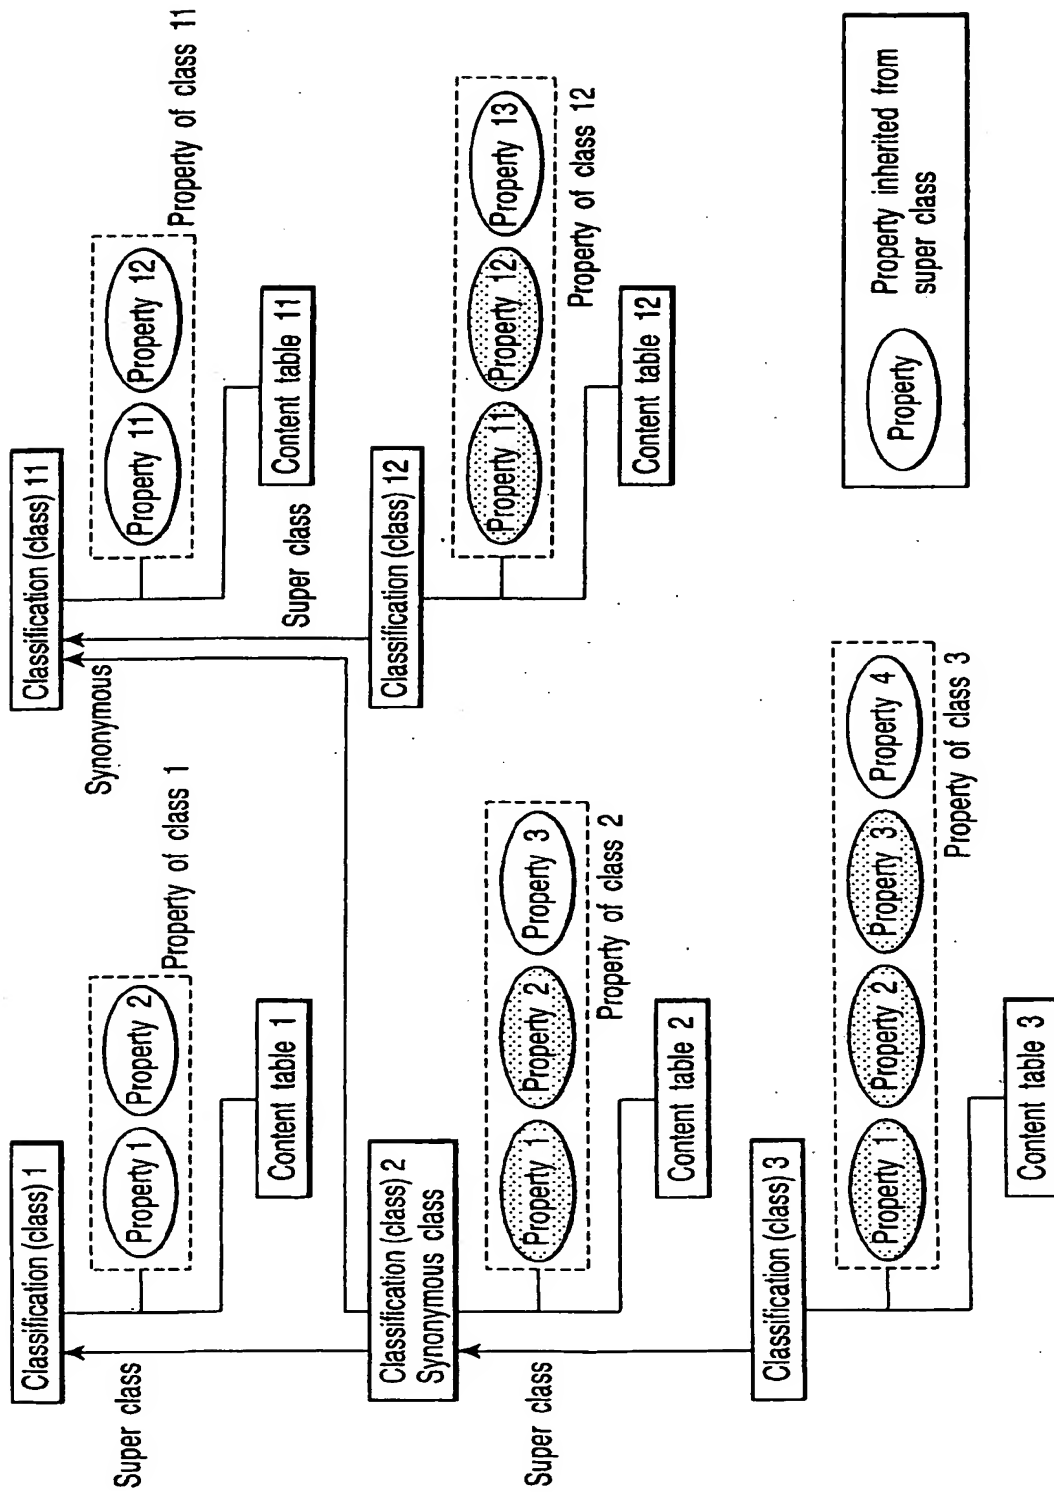 Classification (class) 1
Super class
Property 1
Property 2
Property of class 1
Content table 1
Classification (class) 2
Synonymous class
Super class
Property 1
Property 2
Property 3
Property of class 2
Content table 2
Classification (class) 3
Property 1
Property 2
Property 3
Property 4
Property of class 3
Content table 3
Synonymous
Classification (class) 11
Property 11
Property 12
Property of class 11
Content table 11
Super class
Classification (class) 12
Property 11
Property 12
Property 13
Property of class 12
Content table 12
Property
Property inherited from
super class